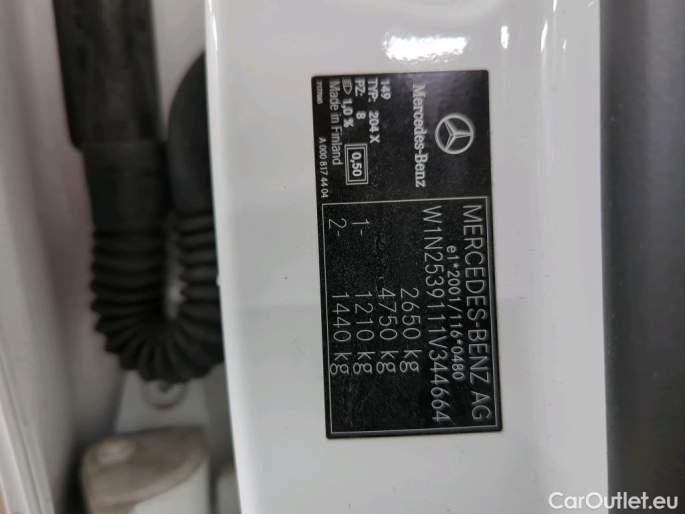 MERCEDES-BENZ AG
e1*2001/116*0480
W1N2539111V344664
2650 kg
4750 kg
1- 1210 kg
2- 1440 kg
Mercedes-Benz
149
TYP: 204 X
PZ: 8
1,0 % 0,50
Made in Finland
A 000 817 44 04
CarOutlet.eu